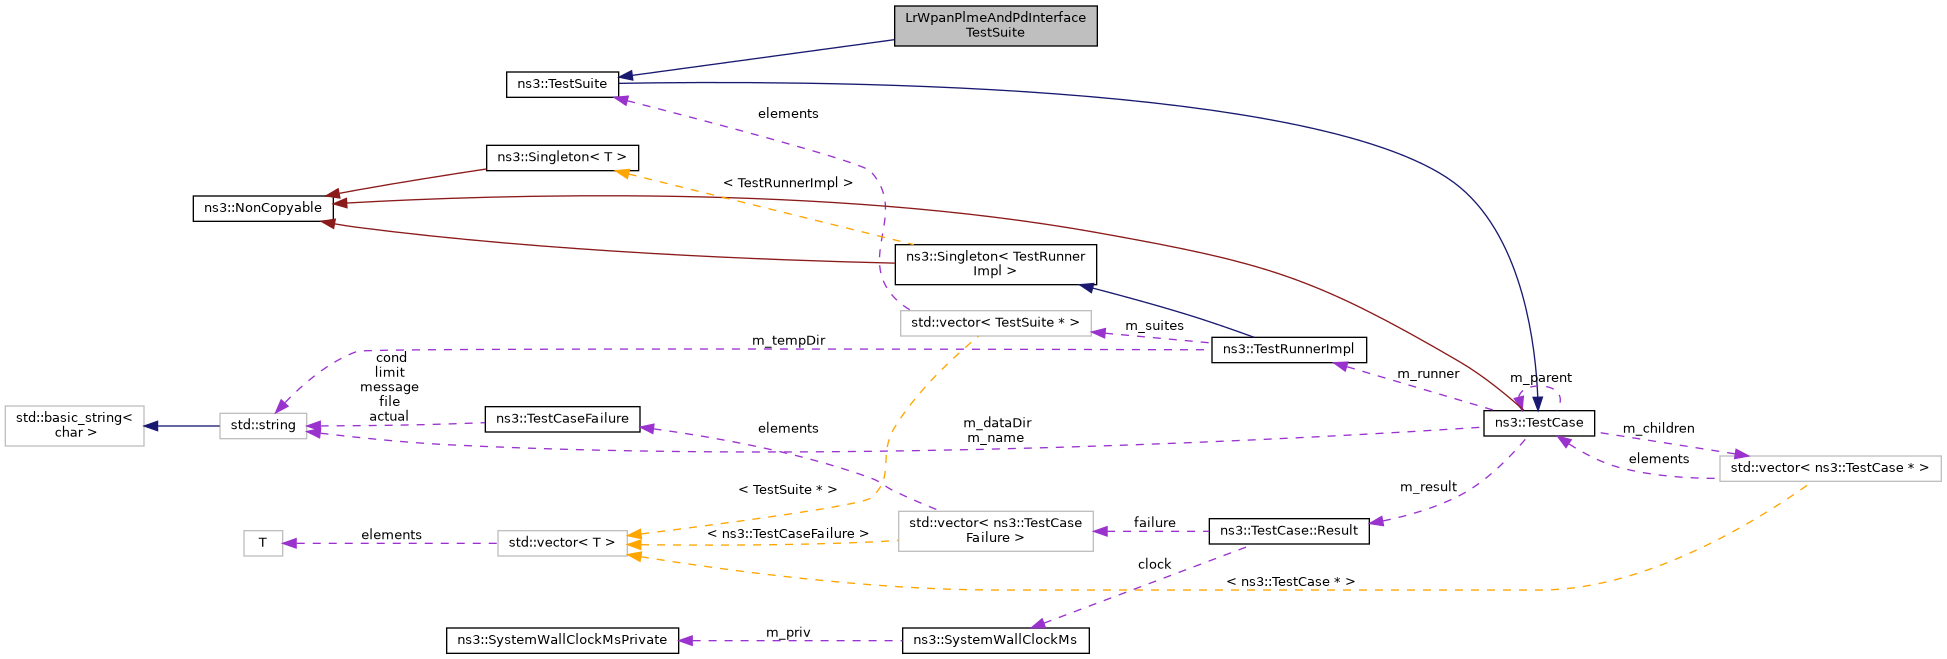 LrWpanPlmeAndPdInterface
TestSuite
ns3::TestSuite
elements
ns3::Singleton< T >
< TestRunnerImpl >
ns3::NonCopyable
ns3::Singleton< TestRunner
Impl >
std::vector< TestSuite * >
m_suites
m_tempDir
ns3::TestRunnerImpl
cond
limit
message
file
actual
m_runner
m_parent
std::basic_string<
char >
std::string
ns3::TestCaseFailure
elements
m_dataDir
m_name
ns3::TestCase
m_children
elements
std::vector< ns3::TestCase * >
< TestSuite * >
m_result
T
elements
std::vector< T >
< ns3::TestCaseFailure >
std::vector< ns3::TestCase
Failure >
failure
ns3::TestCase::Result
clock
< ns3::TestCase * >
ns3::SystemWallClockMsPrivate
m_priv
ns3::SystemWallClockMs